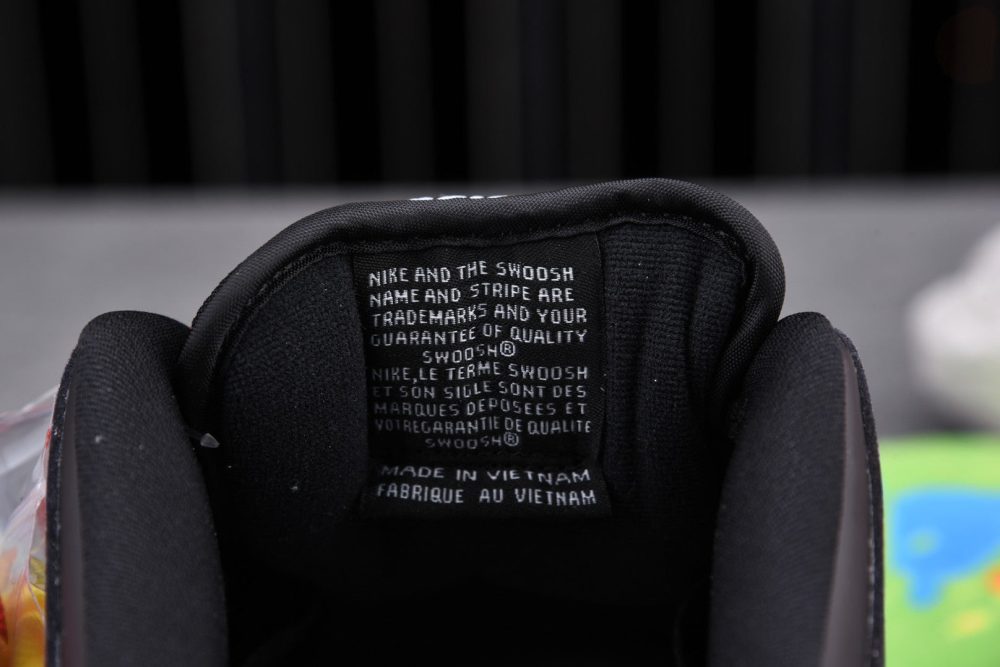 NIKE AND THE SWOOSH
NAME AND STRIPE ARE
TRADEMARKS AND YOUR
GUARANTEE OF QUALITY
SWOOSH®
NIKE, LE TERME SWOOSH
ET SON SIGLE SONT DES
MARQUES DEPOSEES ET
VOTREGARANTIE DE QUALITE
SWOOSH®
MADE IN VIETNAM
FABRIQUE AU VIETNAM